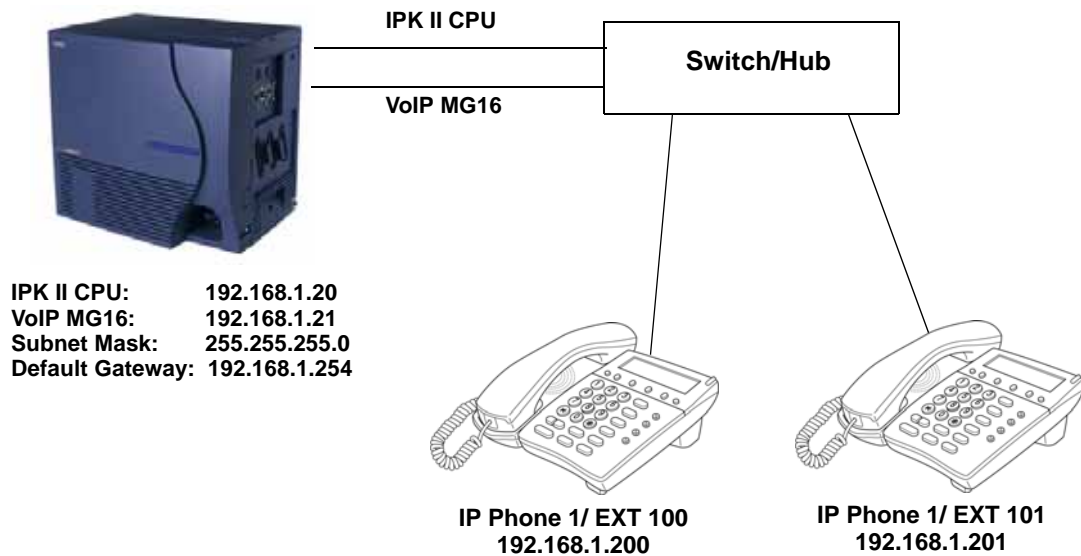 IPK II CPU
Switch/Hub
VoIP MG16
IPK II CPU: 192.168.1.20
VoIP MG16: 192.168.1.21
Subnet Mask: 255.255.255.0
Default Gateway: 192.168.1.254
IP Phone 1/ EXT 100
192.168.1.200
IP Phone 1/ EXT 101
192.168.1.201